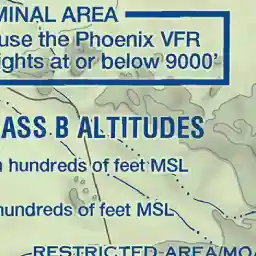 MINAL AREA
use the Phoenix VFR
ights at or below 9000'
ASS B ALTITUDES
hundreds of feet MSL
hundreds of feet MSL
RESTRICTED AREA/MOA